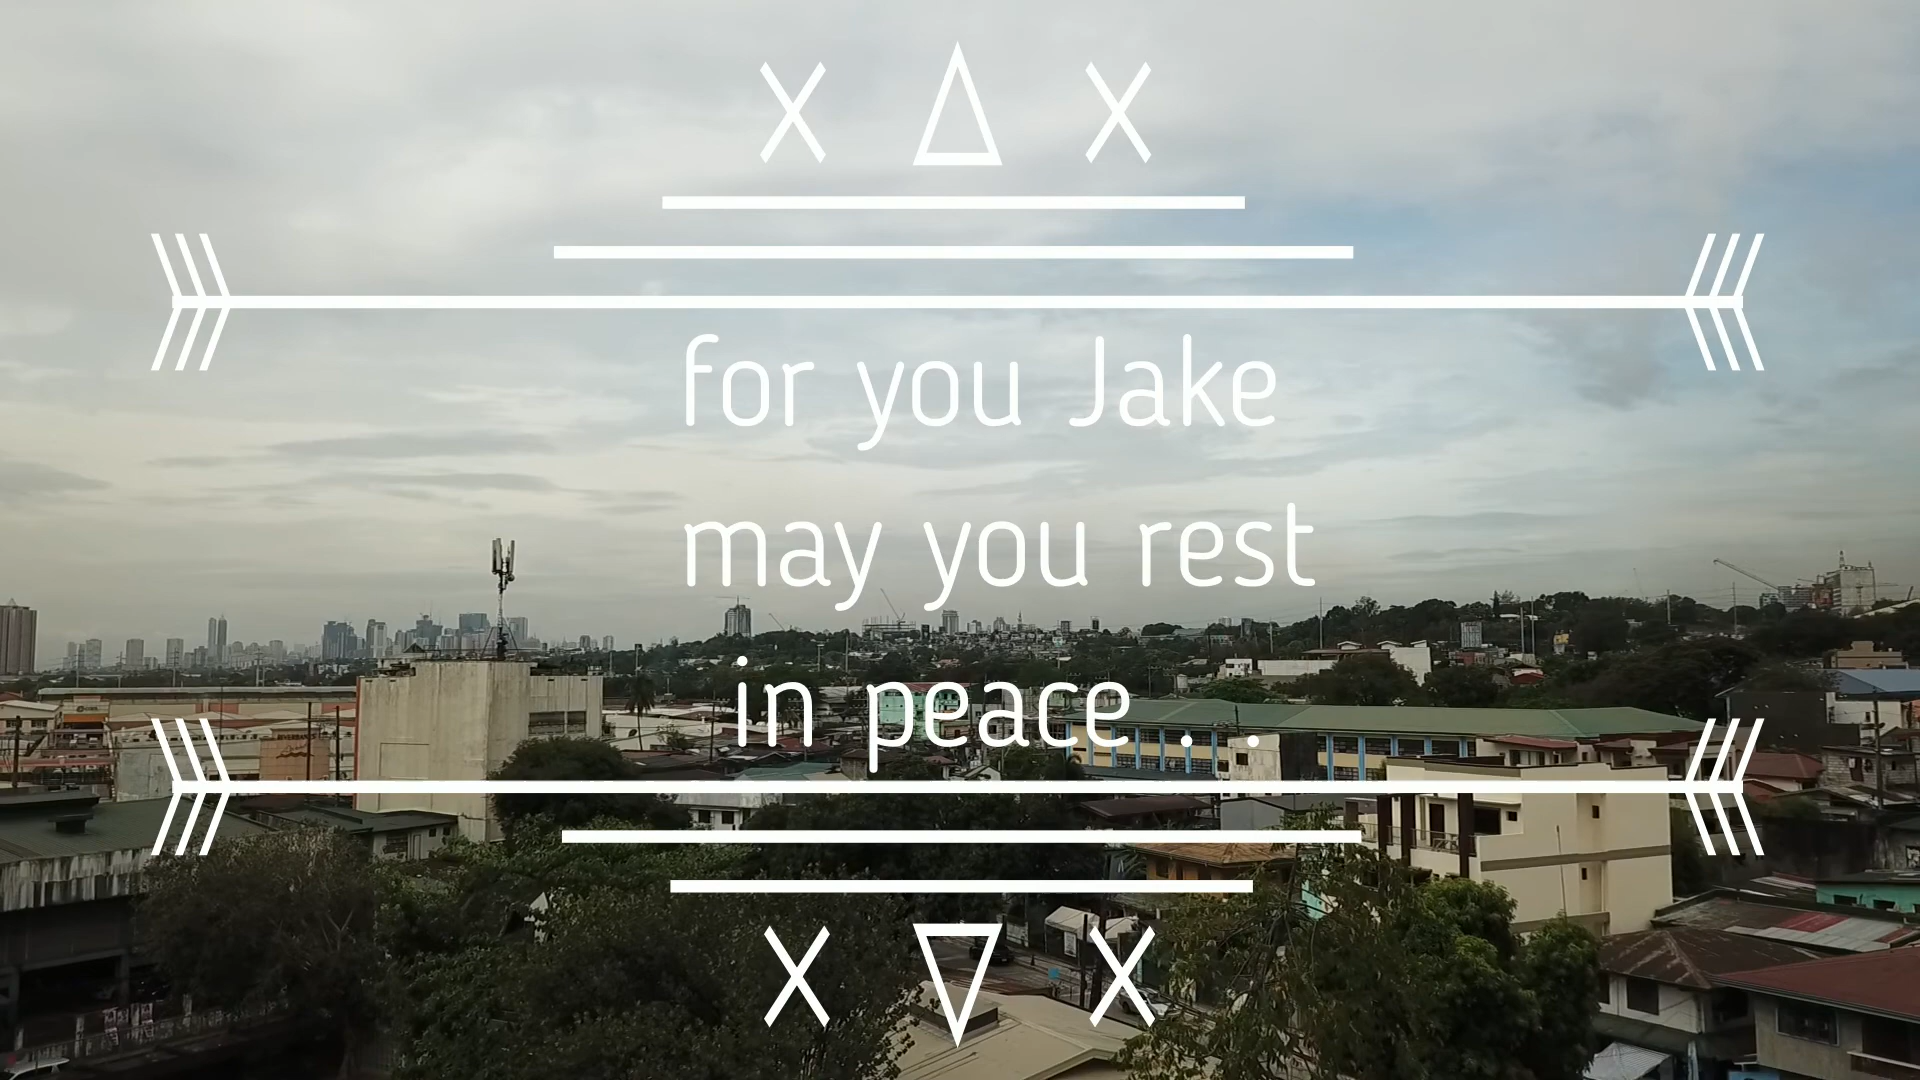 X Δ X
for you Jake
may you rest
in peace . .
X ∇ X